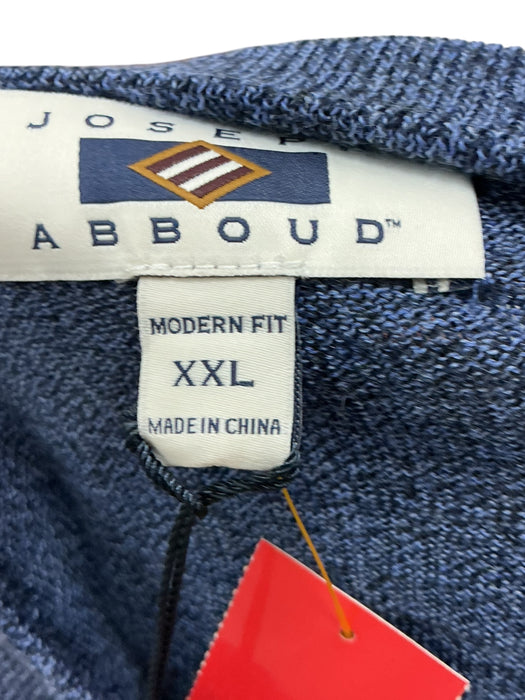 JOSEP
ABBOUD™
MODERN FIT
XXL
MADE IN CHINA